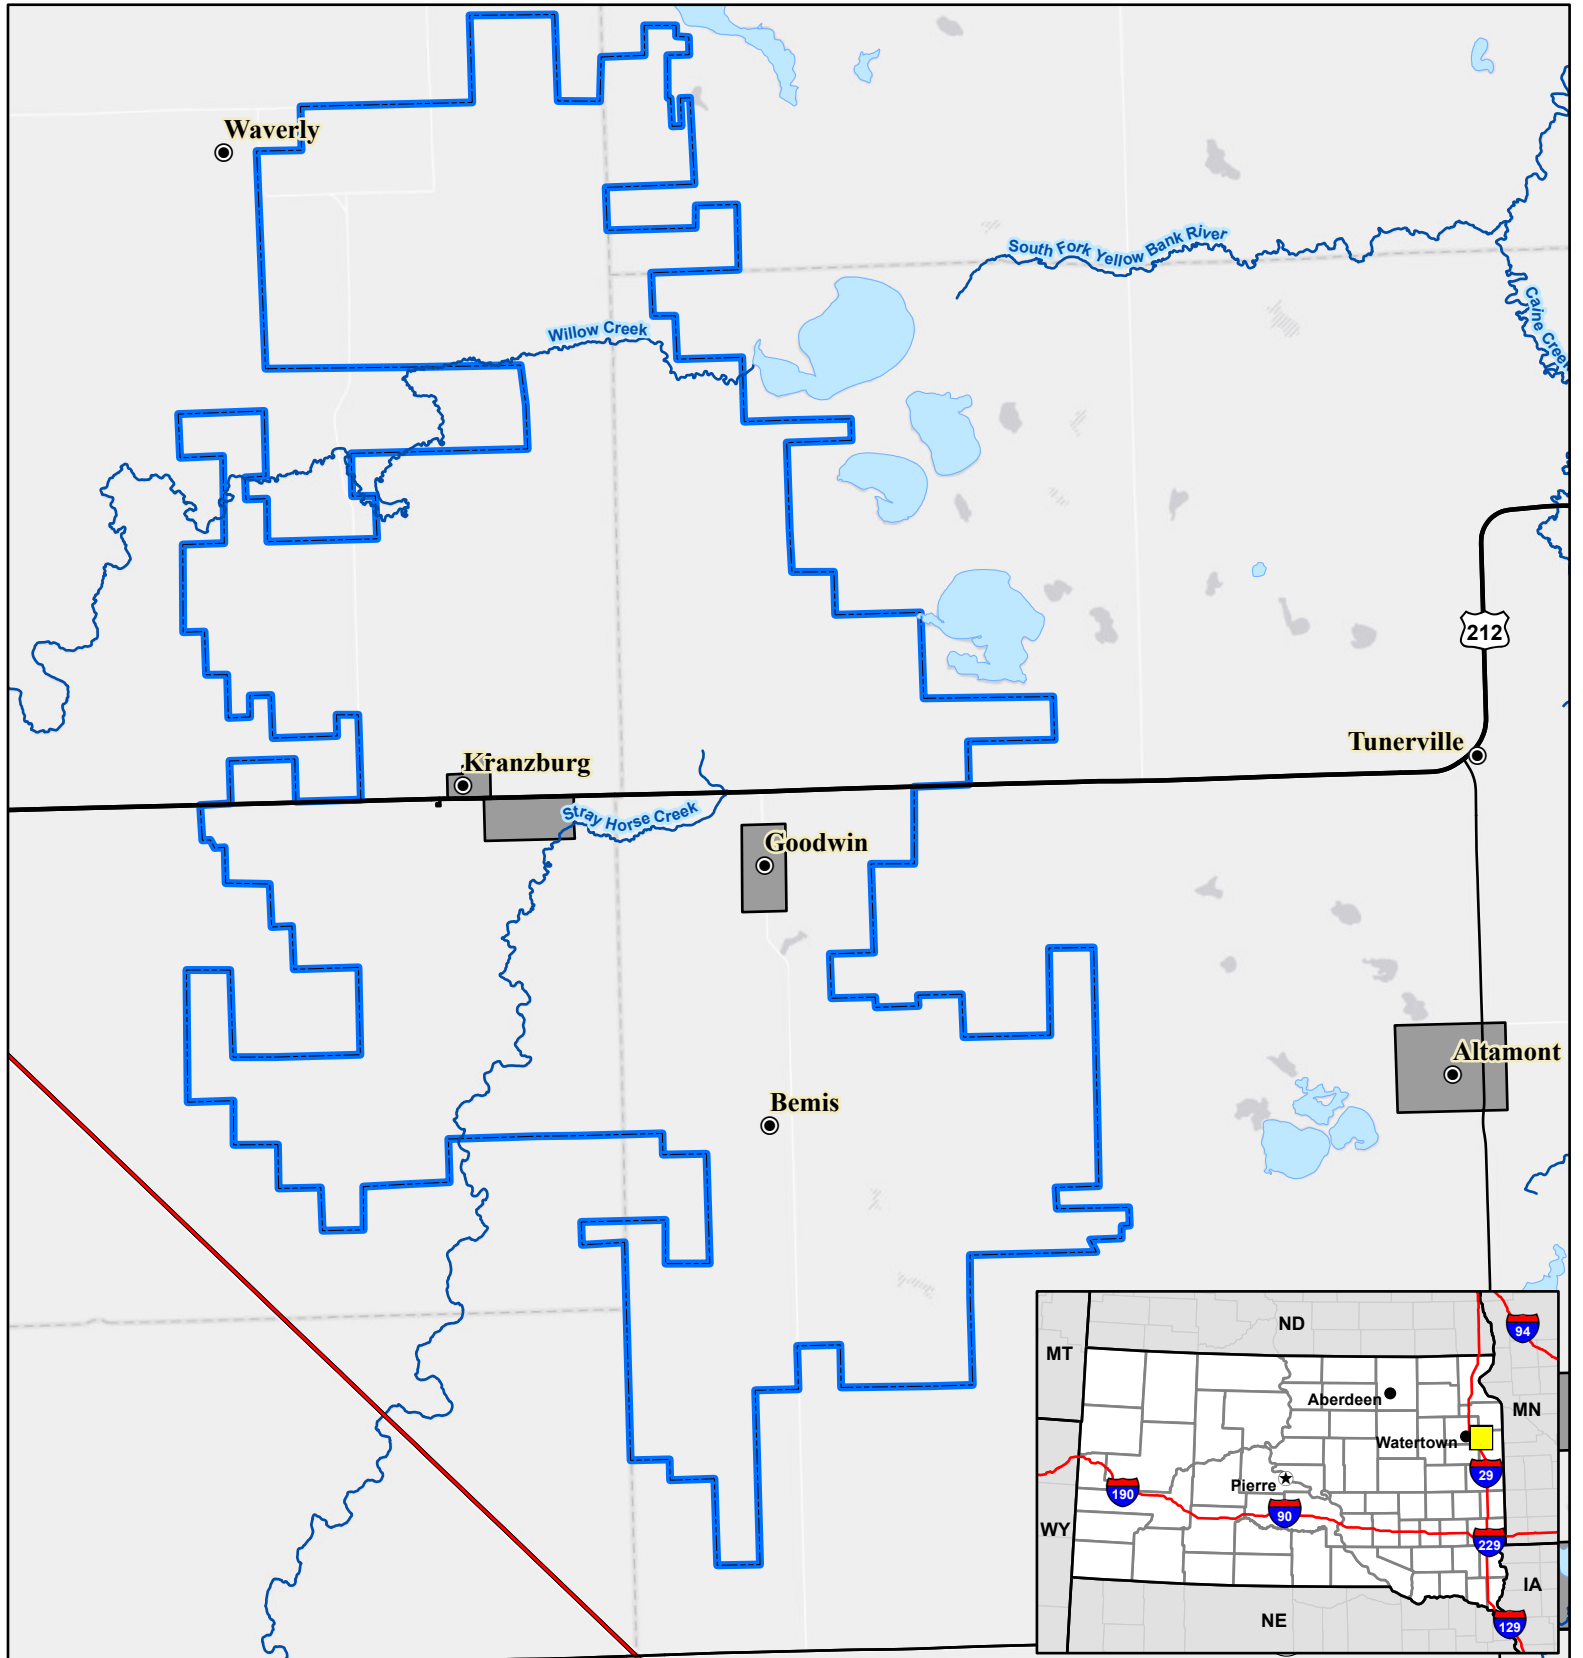 Waverly
South Fork Yellow Bank River
Caine Creek
Willow Creek
212
Tunerville
Kranzburg
Stray Horse Creek
Goodwin
Altamont
Bemis
ND
94
MT
Aberdeen
MN
Watertown
29
Pierre
190
90
WY
229
IA
NE
129